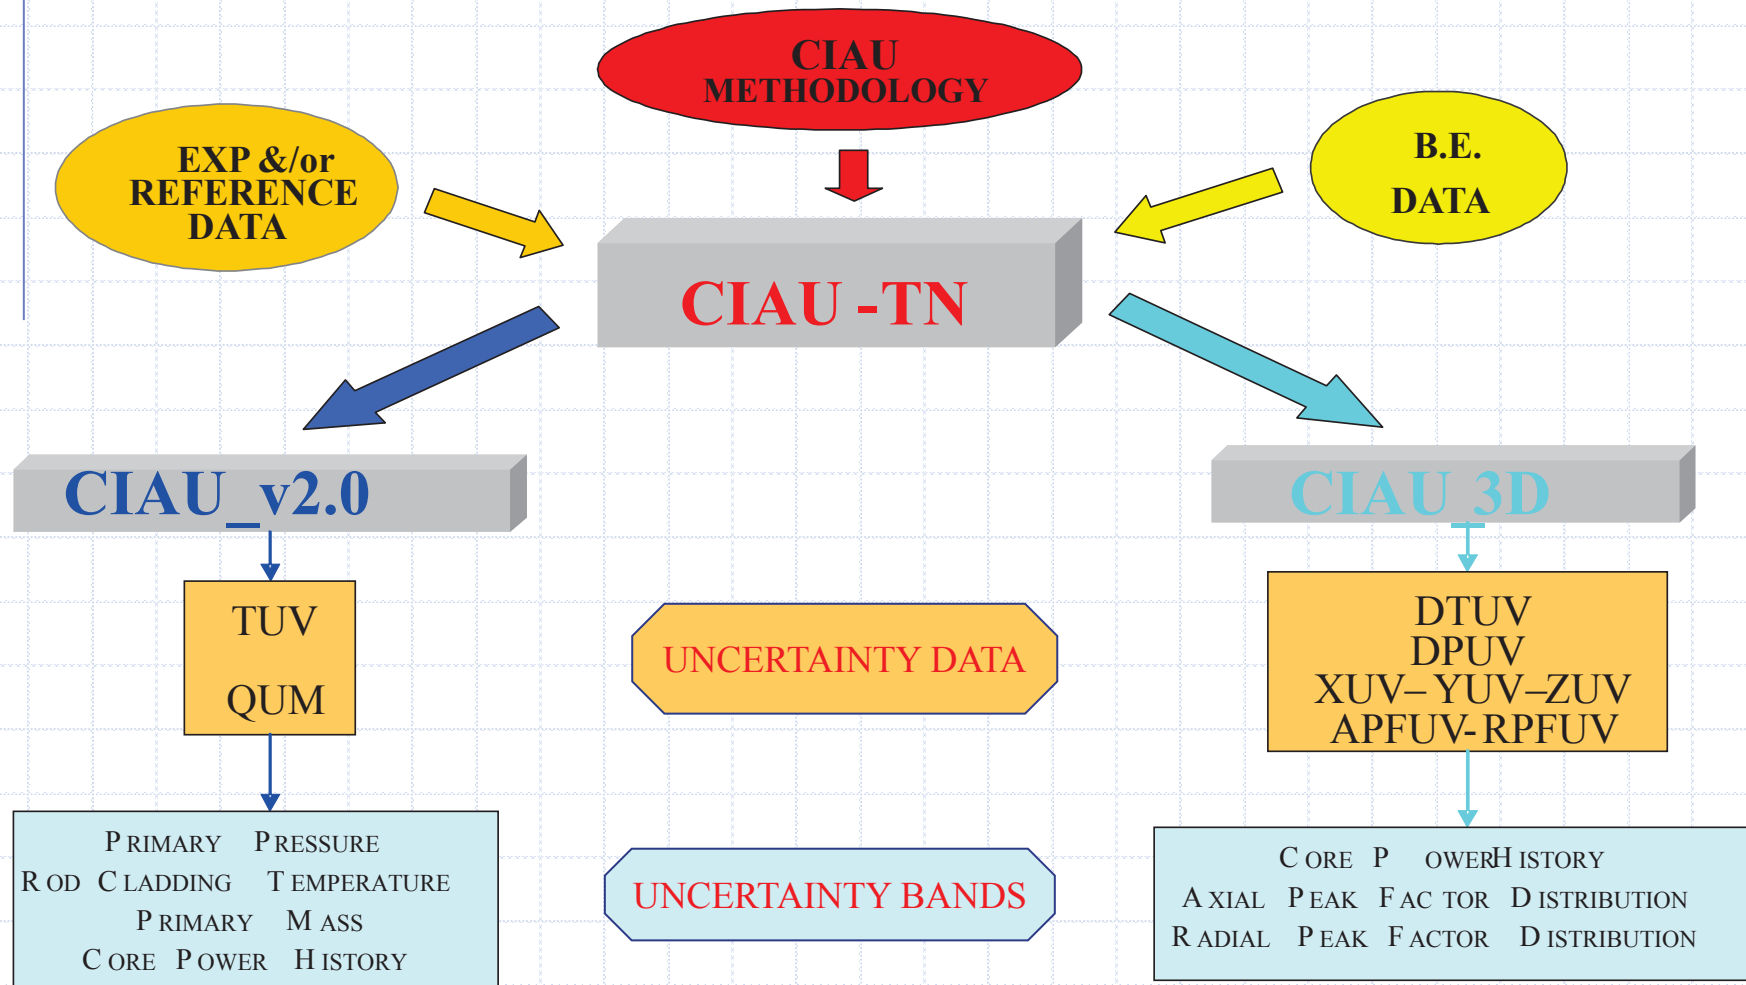 CIAU
METHODOLOGY
EXP &/or
REFERENCE
DATA
B.E.
DATA
CIAU -TN
CIAU_v2.0
CIAU_3D
TUV
QUM
UNCERTAINTY DATA
DTUV
DPUV
XUV– YUV–ZUV
APFUV- RPFUV
PRIMARY PRESSURE
ROD CLADDING TEMPERATURE
PRIMARY MASS
CORE POWER HISTORY
UNCERTAINTY BANDS
CORE POWER HISTORY
AXIAL PEAK FACTOR DISTRIBUTION
RADIAL PEAK FACTOR DISTRIBUTION